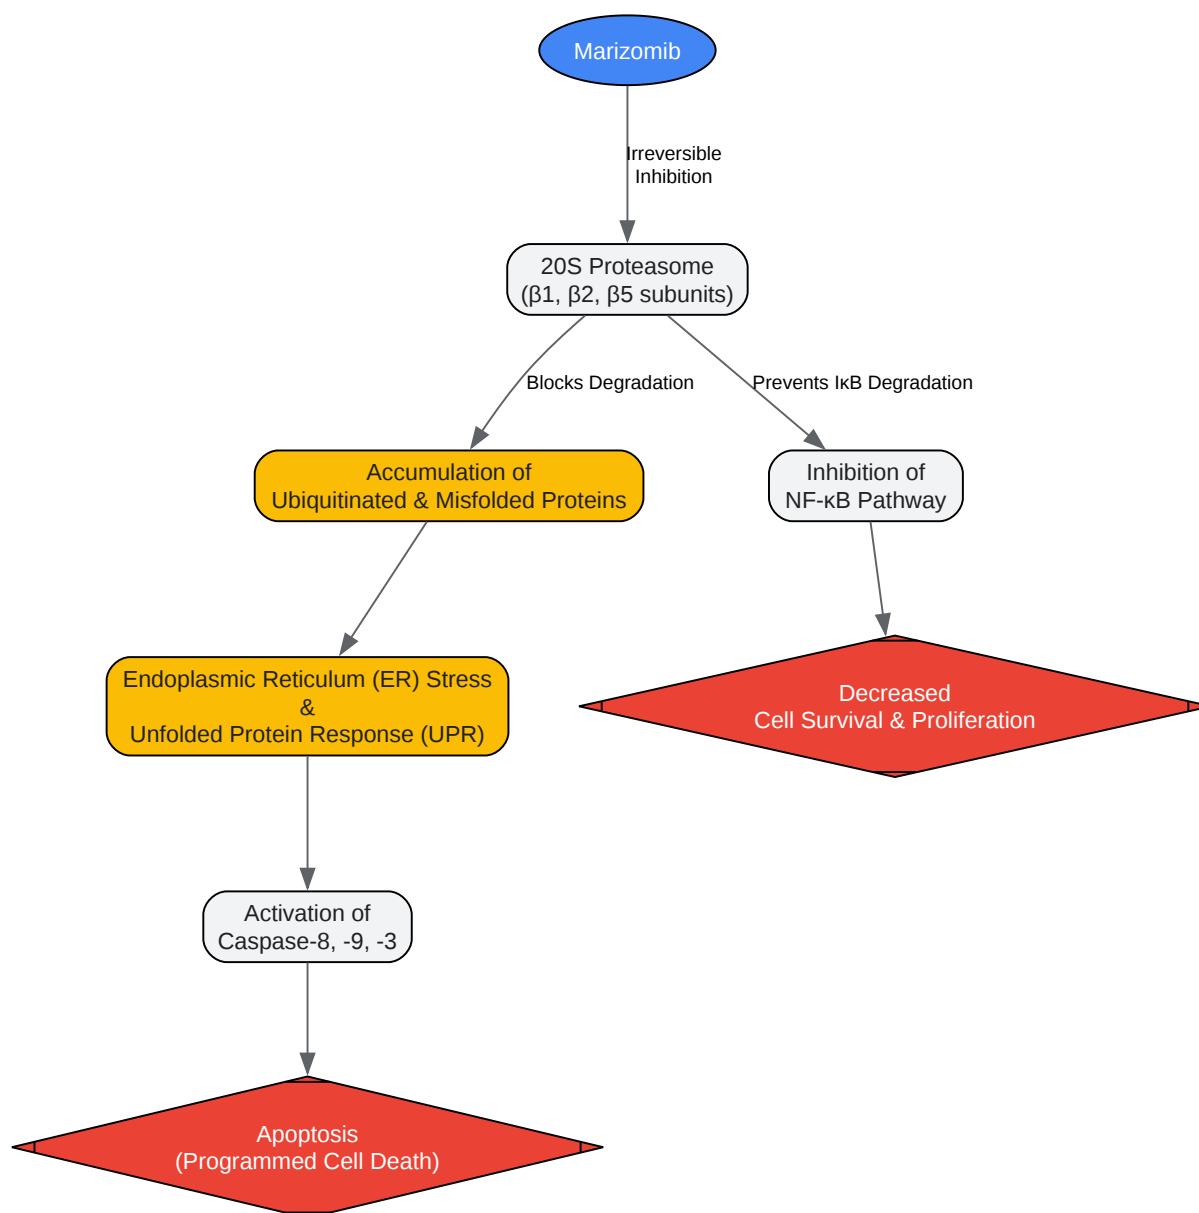 Marizomib
Irreversible
Inhibition
20S Proteasome
(β1, β2, β5 subunits)
Blocks Degradation
Prevents IκB Degradation
Accumulation of
Ubiquitinated & Misfolded Proteins
Inhibition of
NF-κB Pathway
Endoplasmic Reticulum (ER) Stress
&
Unfolded Protein Response (UPR)
Decreased
Cell Survival & Proliferation
Activation of
Caspase-8, -9, -3
Apoptosis
(Programmed Cell Death)